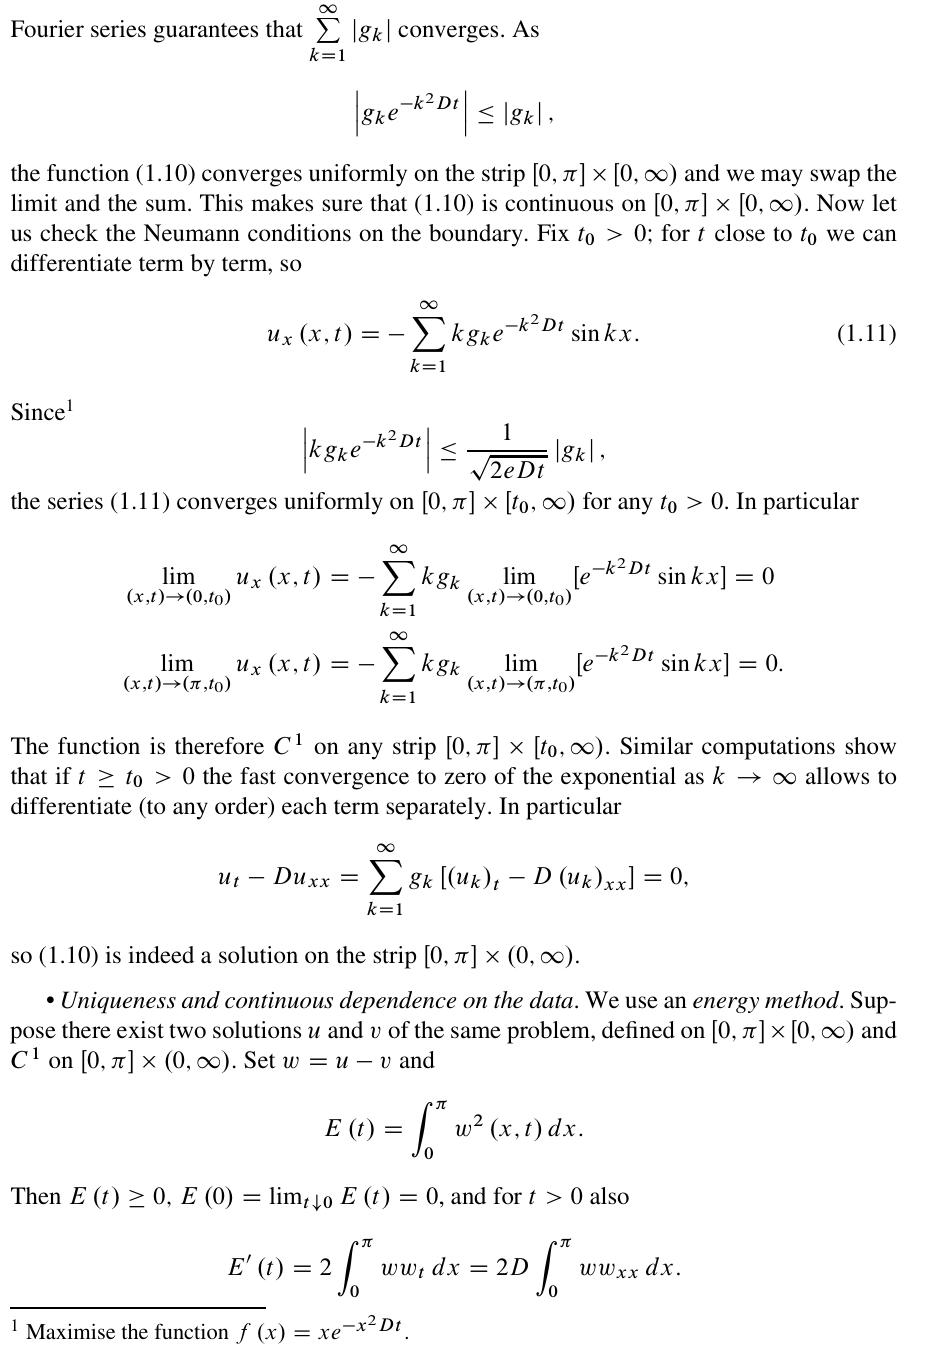 Fourier series guarantees that $\sum_{k=1}^{\infty} |g_k|$ converges. As
$\left| g_k e^{-k^2 Dt} \right| \leq |g_k|,$
the function (1.10) converges uniformly on the strip $[0, \pi] \times [0, \infty)$ and we may swap the
limit and the sum. This makes sure that (1.10) is continuous on $[0, \pi] \times [0, \infty)$. Now let
us check the Neumann conditions on the boundary. Fix $t_0 > 0$; for $t$ close to $t_0$ we can
differentiate term by term, so
$u_x(x, t) = -\sum_{k=1}^{\infty} k g_k e^{-k^2 Dt} \sin kx.$ (1.11)
Since$^1$
$\left| k g_k e^{-k^2 Dt} \right| \leq \frac{1}{\sqrt{2eDt}} |g_k|,$
the series (1.11) converges uniformly on $[0, \pi] \times [t_0, \infty)$ for any $t_0 > 0$. In particular
$\lim_{(x,t)\to(0,t_0)} u_x(x, t) = -\sum_{k=1}^{\infty} k g_k \lim_{(x,t)\to(0,t_0)} [e^{-k^2 Dt} \sin kx] = 0$
$\lim_{(x,t)\to(\pi,t_0)} u_x(x, t) = -\sum_{k=1}^{\infty} k g_k \lim_{(x,t)\to(\pi,t_0)} [e^{-k^2 Dt} \sin kx] = 0.$
The function is therefore $C^1$ on any strip $[0, \pi] \times [t_0, \infty)$. Similar computations show
that if $t \geq t_0 > 0$ the fast convergence to zero of the exponential as $k \to \infty$ allows to
differentiate (to any order) each term separately. In particular
$u_t - Du_{xx} = \sum_{k=1}^{\infty} g_k [(u_k)_t - D(u_k)_{xx}] = 0,$
so (1.10) is indeed a solution on the strip $[0, \pi] \times (0, \infty)$.
• Uniqueness and continuous dependence on the data. We use an energy method. Sup-
pose there exist two solutions $u$ and $v$ of the same problem, defined on $[0, \pi] \times [0, \infty)$ and
$C^1$ on $[0, \pi] \times (0, \infty)$. Set $w = u - v$ and
$E(t) = \int_0^{\pi} w^2(x, t)\, dx.$
Then $E(t) \geq 0$, $E(0) = \lim_{t \downarrow 0} E(t) = 0$, and for $t > 0$ also
$E'(t) = 2\int_0^{\pi} w w_t\, dx = 2D \int_0^{\pi} w w_{xx}\, dx.$
$^1$ Maximise the function $f(x) = xe^{-x^2 Dt}$.